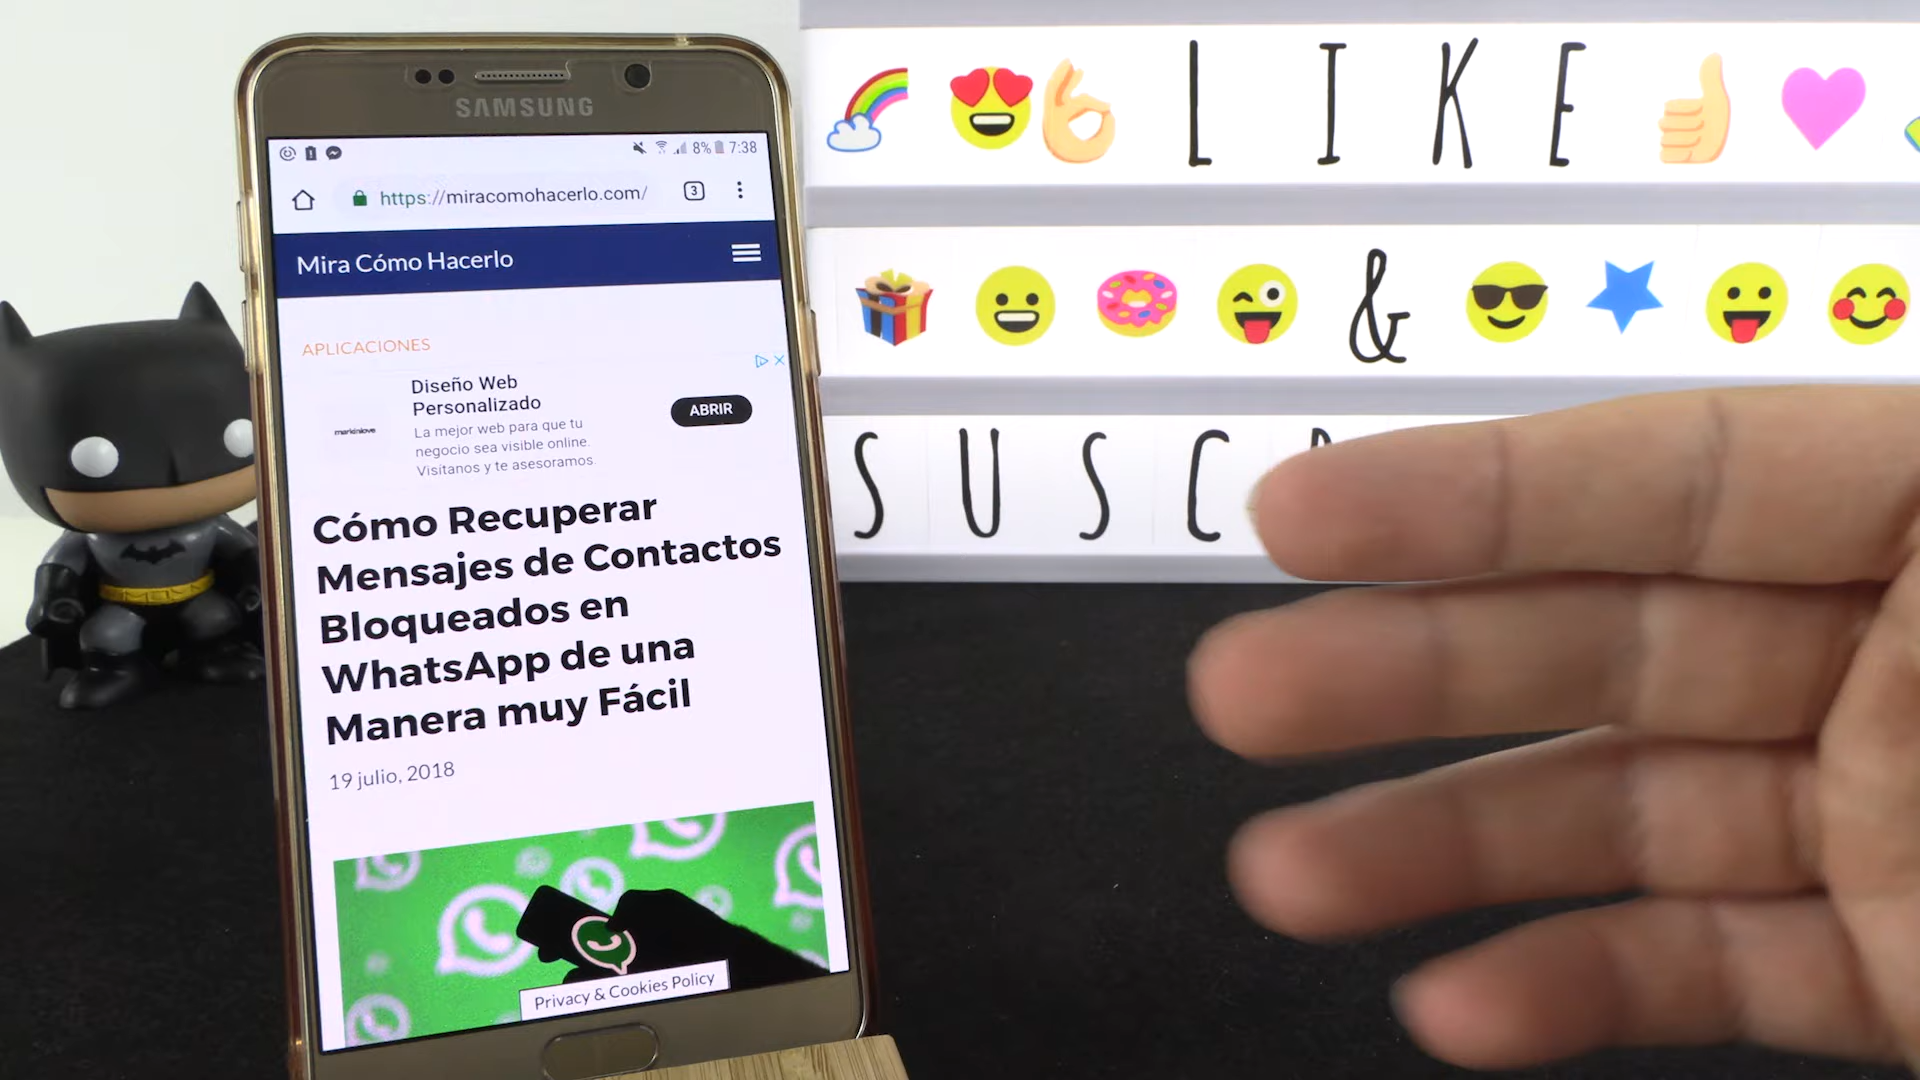 SAMSUNG
8% 7:38
https://miracomohacerlo.com/
3
Mira Cómo Hacerlo
APLICACIONES
Diseño Web
Personalizado
markinlove
La mejor web para que tu
negocio sea visible online.
Visítanos y te asesoramos.
ABRIR
Cómo Recuperar
Mensajes de Contactos
Bloqueados en
WhatsApp de una
Manera muy Fácil
19 julio, 2018
Privacy & Cookies Policy
LIKE
&
SUSC